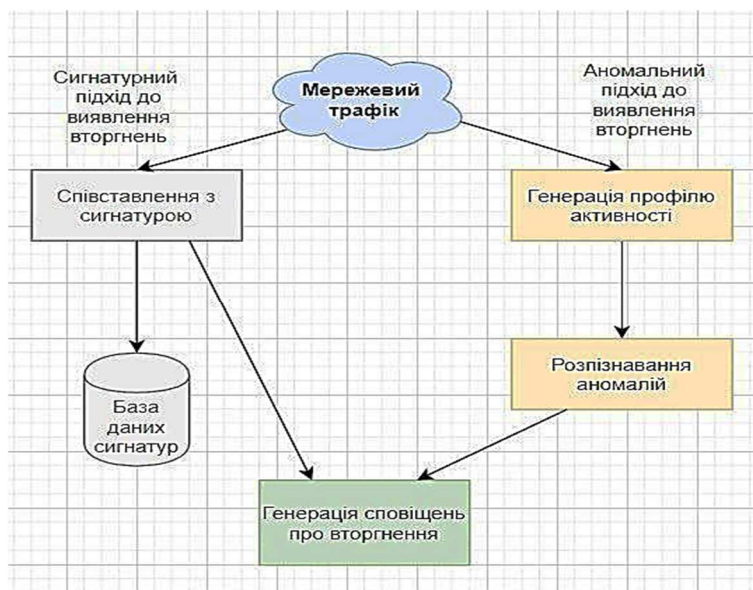 Сигнатурний
підхід до
виявлення
вторгнень
Мережевий
трафік
Аномальний
підхід до
виявлення
вторгнень
Співставлення з
сигнатурою
Генерація профілю
активності
База
даних
сигнатур
Розпізнавання
аномалій
Генерація сповіщень
про вторгнення